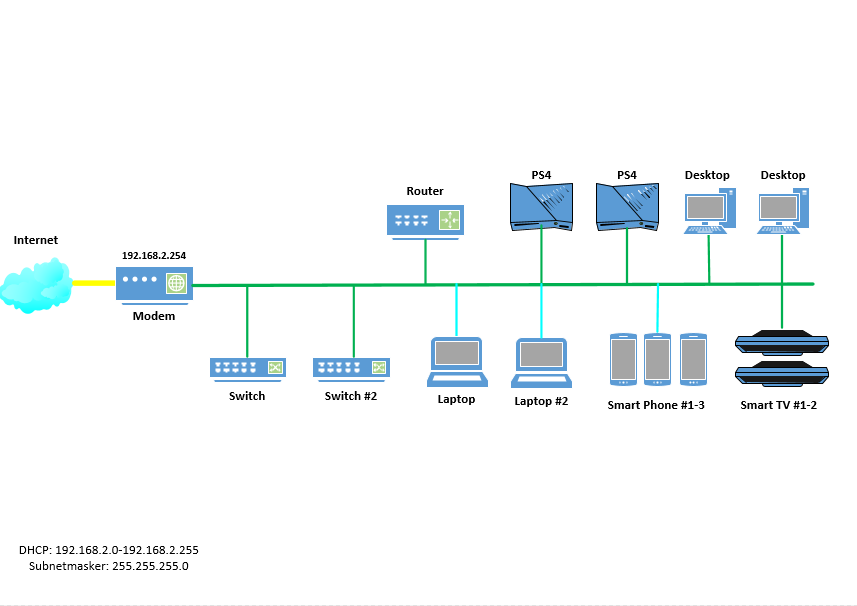 PS4
PS4
Desktop
Desktop
Router
Internet
192.168.2.254
Modem
Switch
Switch #2
Laptop
Laptop #2
Smart Phone #1-3
Smart TV #1-2
DHCP: 192.168.2.0-192.168.2.255
Subnetmasker: 255.255.255.0